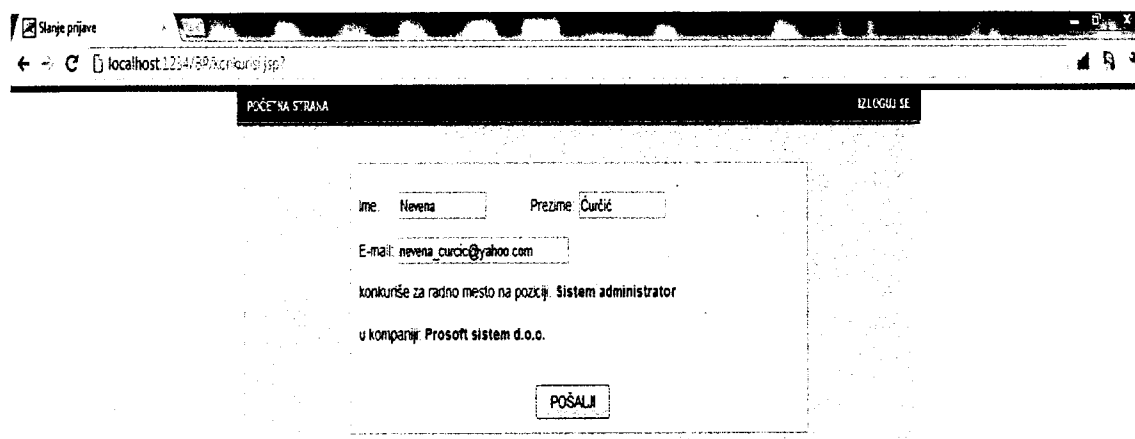 Slanje prijave
localhost:1234/BP/konkurisi.jsp?
POČETNA STRANA IZLOGUJ SE
Ime: Nevena Prezime: Ćurčić
E-mail: nevena_curcic@yahoo.com
konkuriše za radno mesto na poziciji: Sistem administrator
u kompaniji: Prosoft sistem d.o.o.
POŠALJI